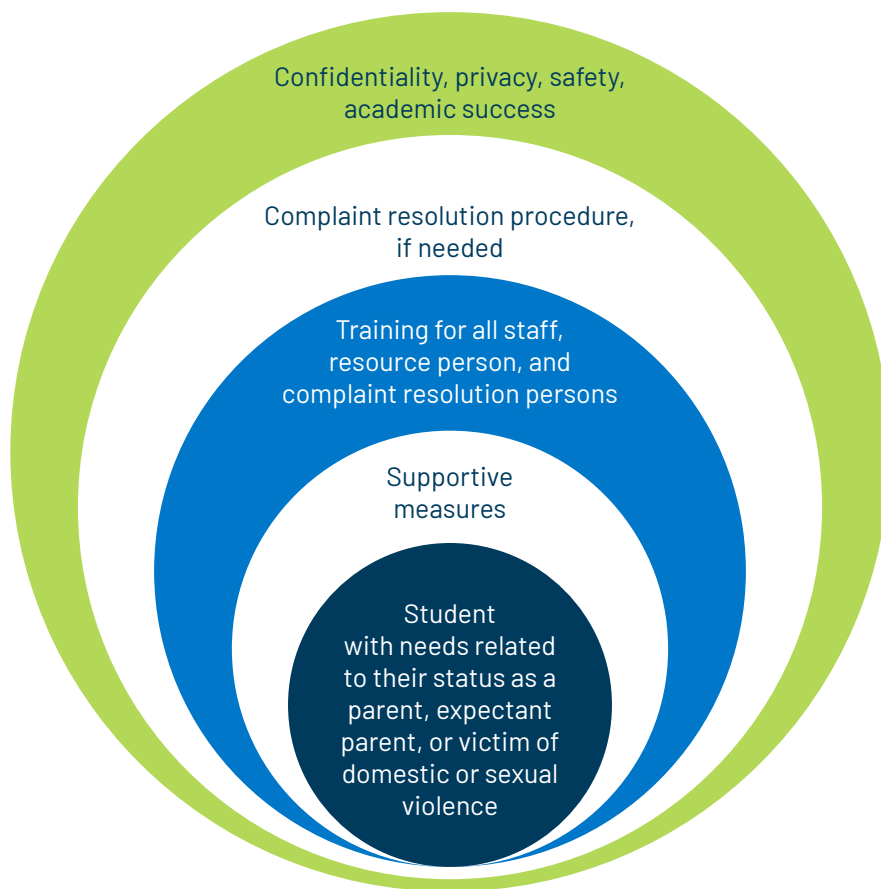 Confidentiality, privacy, safety,
academic success
Complaint resolution procedure,
if needed
Training for all staff,
resource person, and
complaint resolution persons
Supportive
measures
Student
with needs related
to their status as a
parent, expectant
parent, or victim of
domestic or sexual
violence